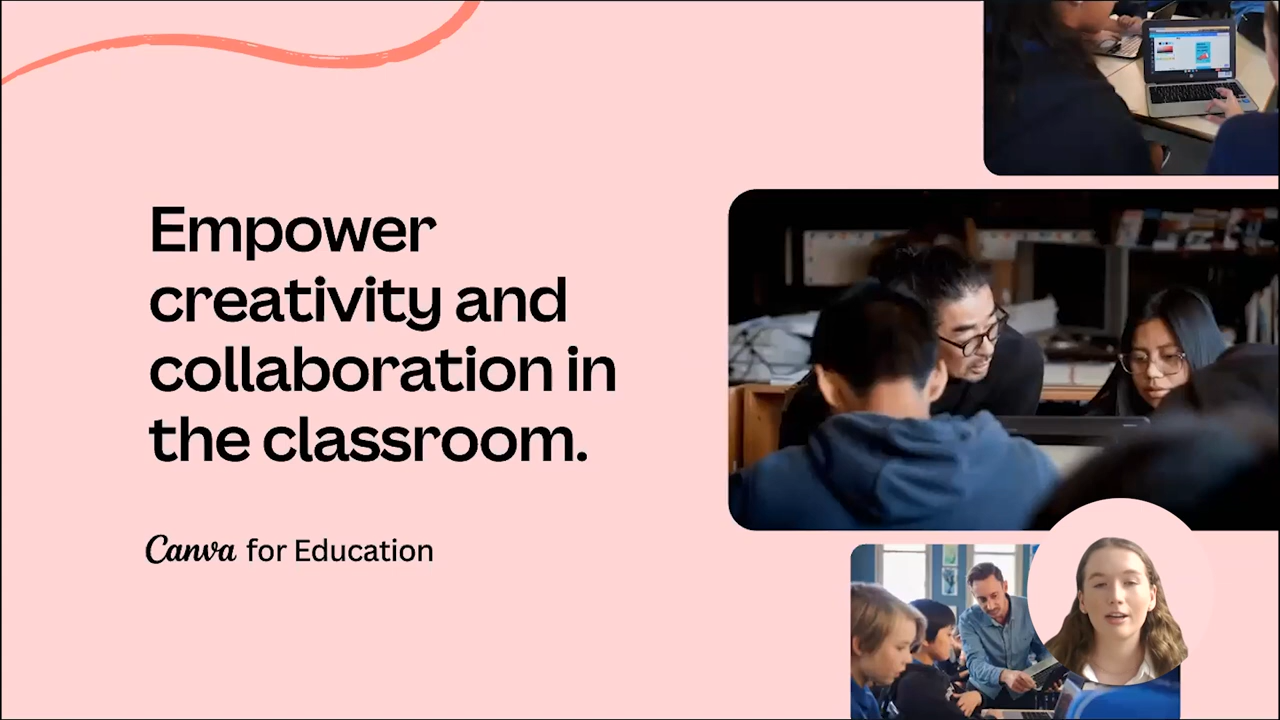 Empower
creativity and
collaboration in
the classroom.
Canva for Education